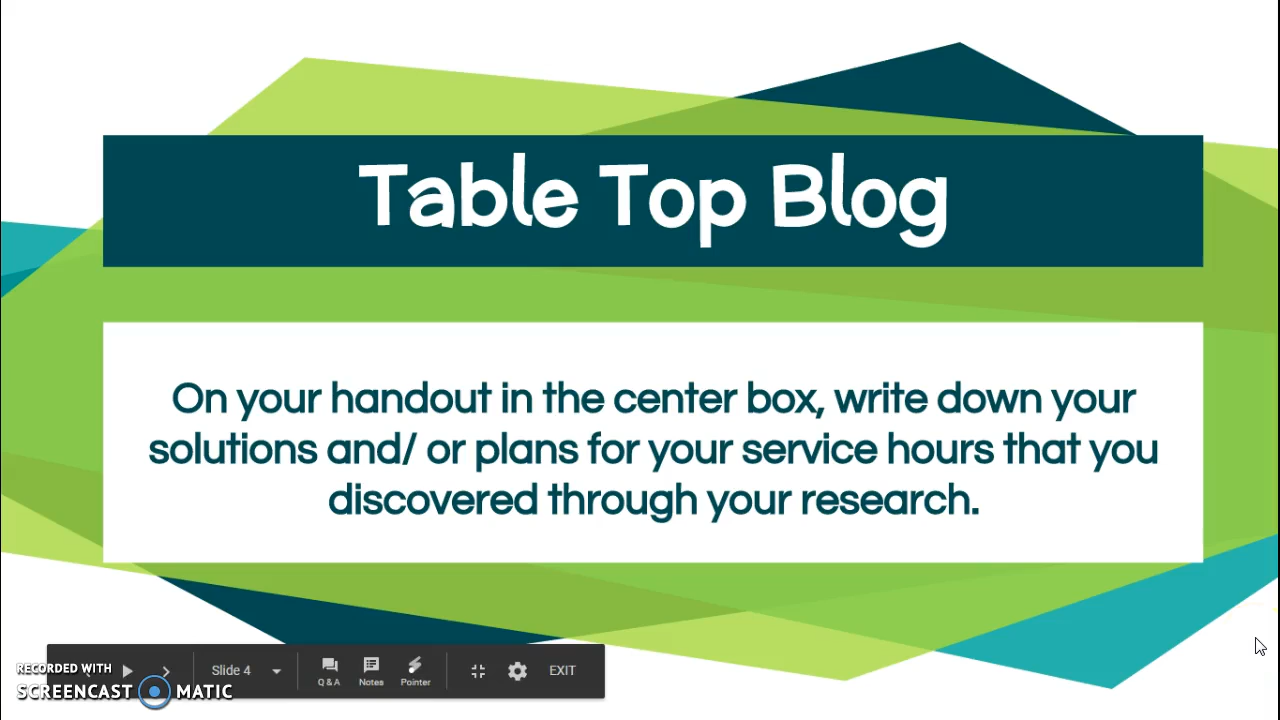 Table Top Blog
On your handout in the center box, write down your
solutions and/ or plans for your service hours that you
discovered through your research.
Slide 4
Q & A
Notes
Pointer
EXIT
RECORDED WITH
SCREENCAST MATIC